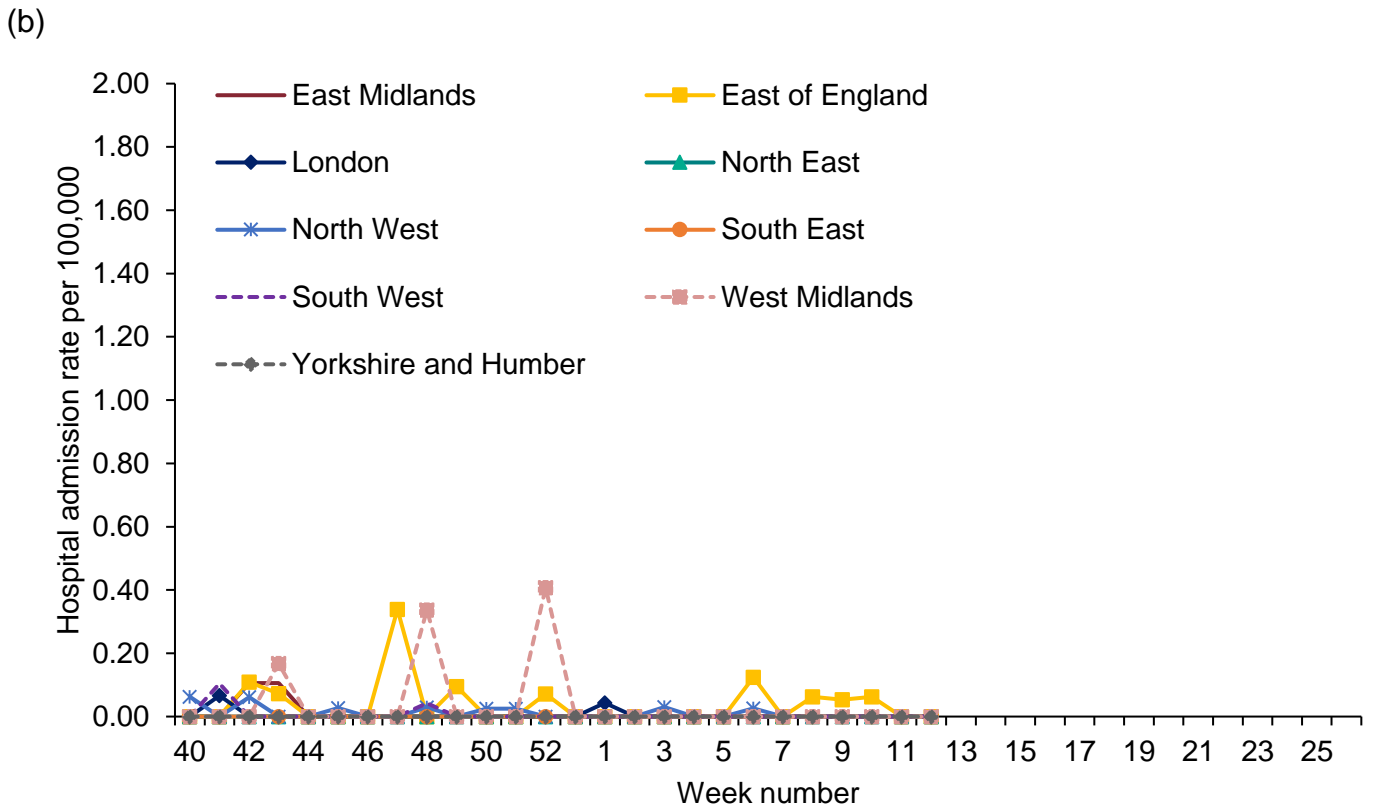 (b)
Hospital admission rate per 100,000
2.00
1.80
1.60
1.40
1.20
1.00
0.80
0.60
0.40
0.20
0.00
East Midlands East of England
London North East
North West South East
South West West Midlands
Yorkshire and Humber
40 42 44 46 48 50 52 1 3 5 7 9 11 13 15 17 19 21 23 25
Week number